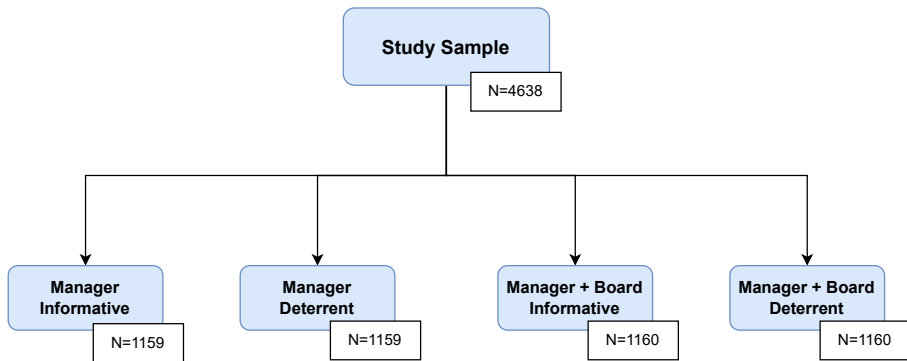 Study Sample
N=4638
Manager
Informative
N=1159
Manager
Deterrent
N=1159
Manager + Board
Informative
N=1160
Manager + Board
Deterrent
N=1160